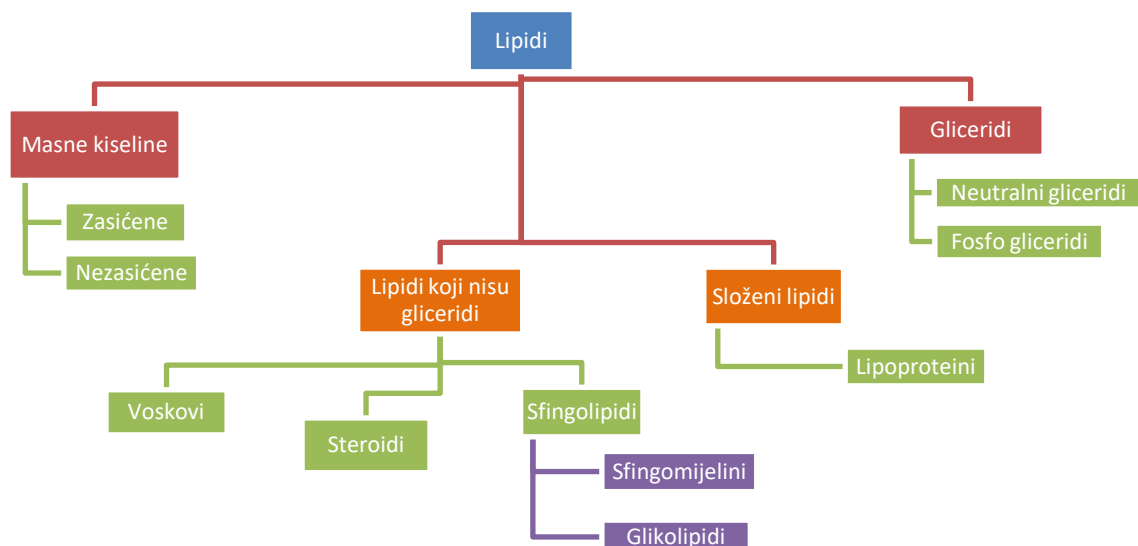 Lipidi
Masne kiseline
Gliceridi
Zasićene
Neutralni gliceridi
Nezasićene
Fosfo gliceridi
Lipidi koji nisu
gliceridi
Složeni lipidi
Lipoproteini
Voskovi
Steroidi
Sfingolipidi
Sfingomijelini
Glikolipidi